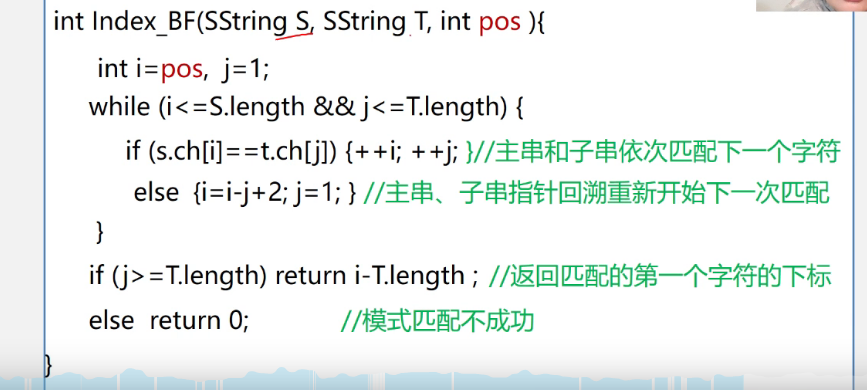 int Index_BF(SString S, SString T, int pos ){
int i=pos, j=1;
while (i<=S.length && j<=T.length) {
if (s.ch[i]==t.ch[j]) {++i; ++j; }//主串和子串依次匹配下一个字符
else {i=i-j+2; j=1; } //主串、子串指针回溯重新开始下一次匹配
}
if (j>=T.length) return i-T.length ; //返回匹配的第一个字符的下标
else return 0; //模式匹配不成功
}